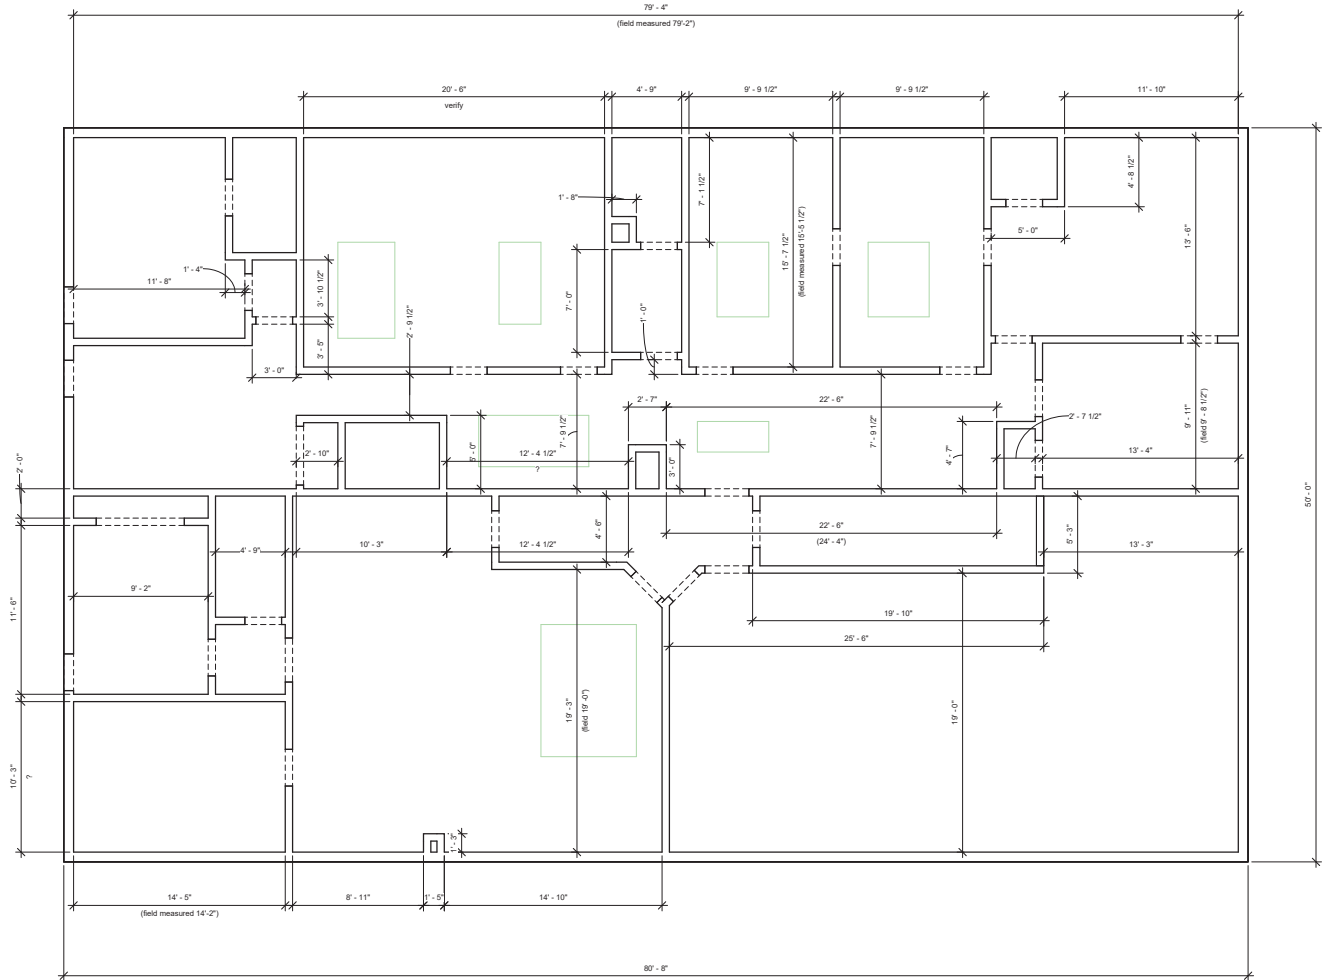 79' - 4"
(field measured 79'-2")
20' - 6"
verify
4' - 9"
9' - 9 1/2"
9' - 9 1/2"
11' - 10"
7' - 1 1/2"
15' - 7 1/2"
(field measured 15'-5 1/2")
4' - 8 1/2"
13' - 6"
1' - 8"
5' - 0"
1' - 4"
11' - 8"
3' - 10 1/2"
7' - 0"
1' - 0"
2' - 9 1/2"
3' - 5"
3' - 0"
2' - 7"
22' - 6"
9' - 11"
(field 9' - 8 1/2")
2' - 7 1/2"
7' - 9 1/2"
7' - 9 1/2"
5' - 0"
2' - 10"
12' - 4 1/2"
?
3' - 0"
4' - 7"
13' - 4"
2' - 0"
50' - 0"
22' - 6"
(24' - 4")
4' - 6"
5' - 3"
4' - 9"
10' - 3"
12' - 4 1/2"
13' - 3"
9' - 2"
11' - 6"
19' - 10"
25' - 6"
19' - 3"
(field 19' -0")
19' - 0"
10' - 3"
?
1' - 3"
14' - 5"
(field measured 14'-2")
8' - 11"
1' - 5"
14' - 10"
80' - 8"